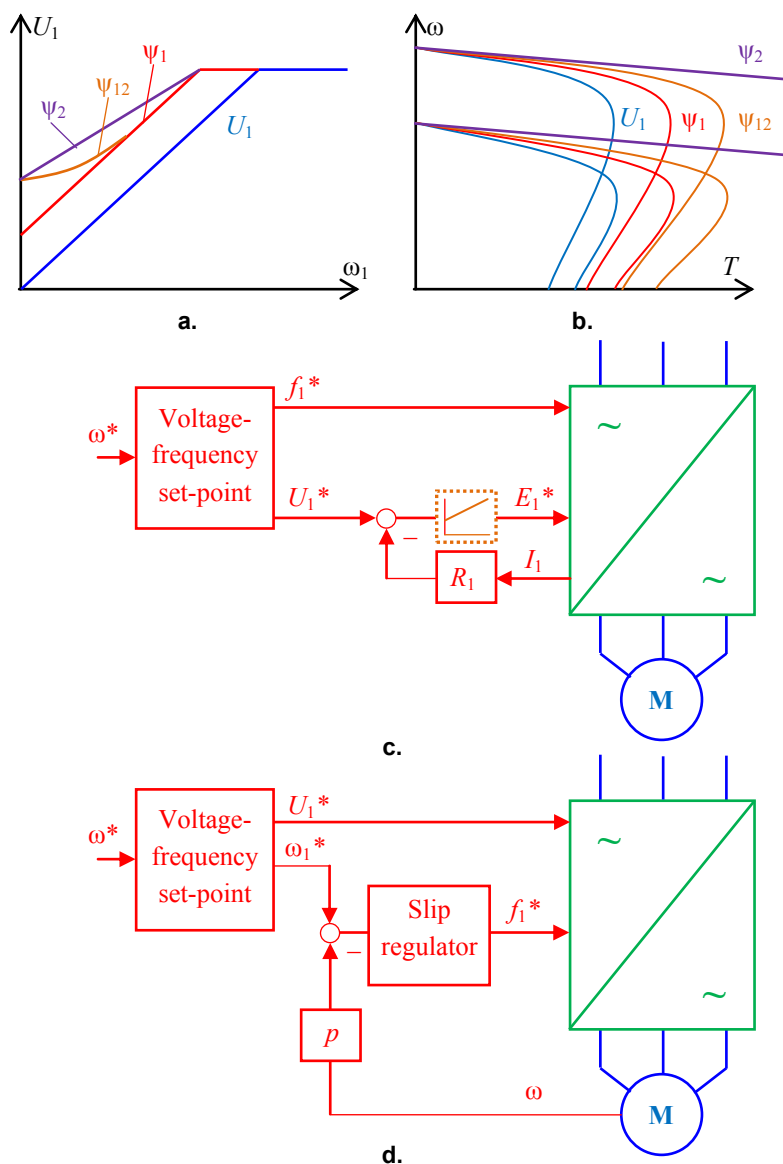 U₁
ψ₁
ψ₁₂
ψ₂
U₁
ω₁
a.
ω
ψ₂
U₁
ψ₁
ψ₁₂
T
b.
f₁*
ω*
Voltage-
frequency
set-point
U₁*
–
E₁*
R₁
I₁
~
~
M
c.
ω*
Voltage-
frequency
set-point
U₁*
ω₁*
–
Slip
regulator
f₁*
p
ω
~
~
M
d.